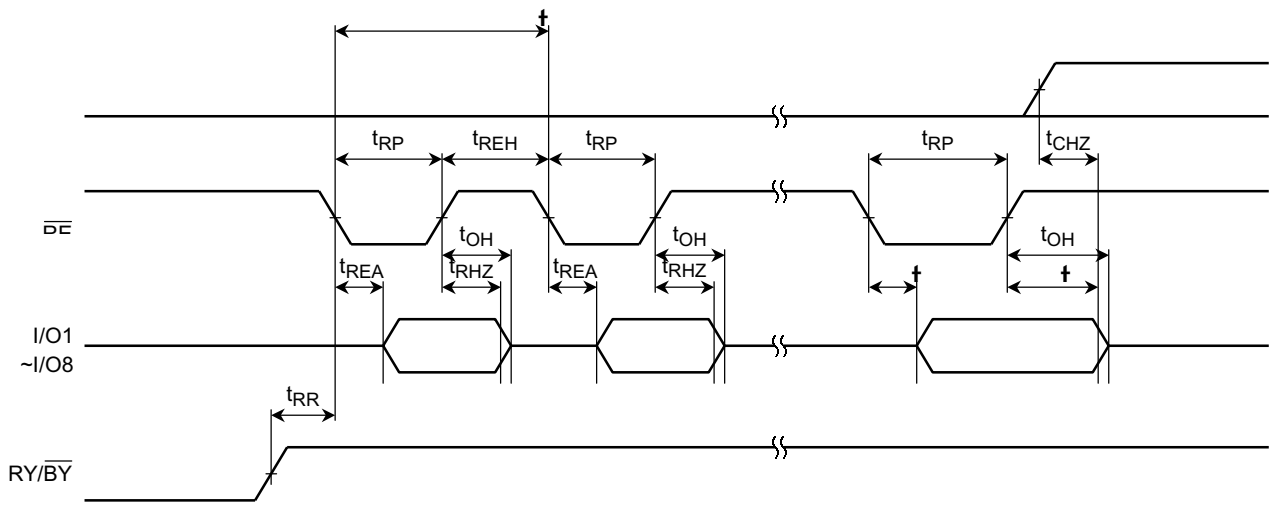 t
tRP tREH tRP tRP tCHZ
tOH tOH tOH
tREA tRHZ tREA tRHZ t t
I/O1
~I/O8
tRR
RY/BY